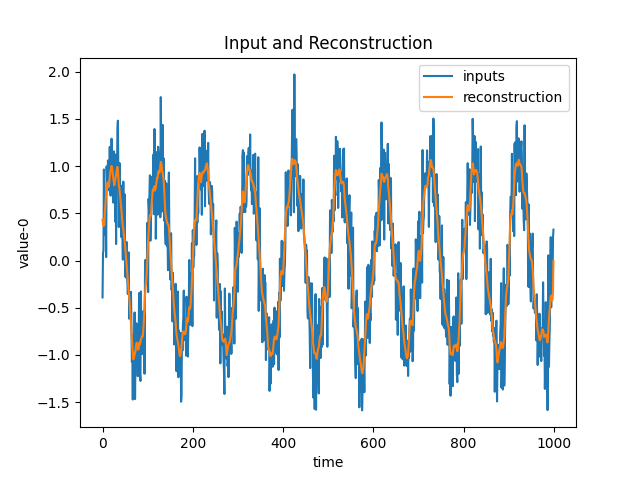 Input and Reconstruction
inputs
reconstruction
2.0
1.5
1.0
0.5
0.0
−0.5
−1.0
−1.5
value-0
0 200 400 600 800 1000
time